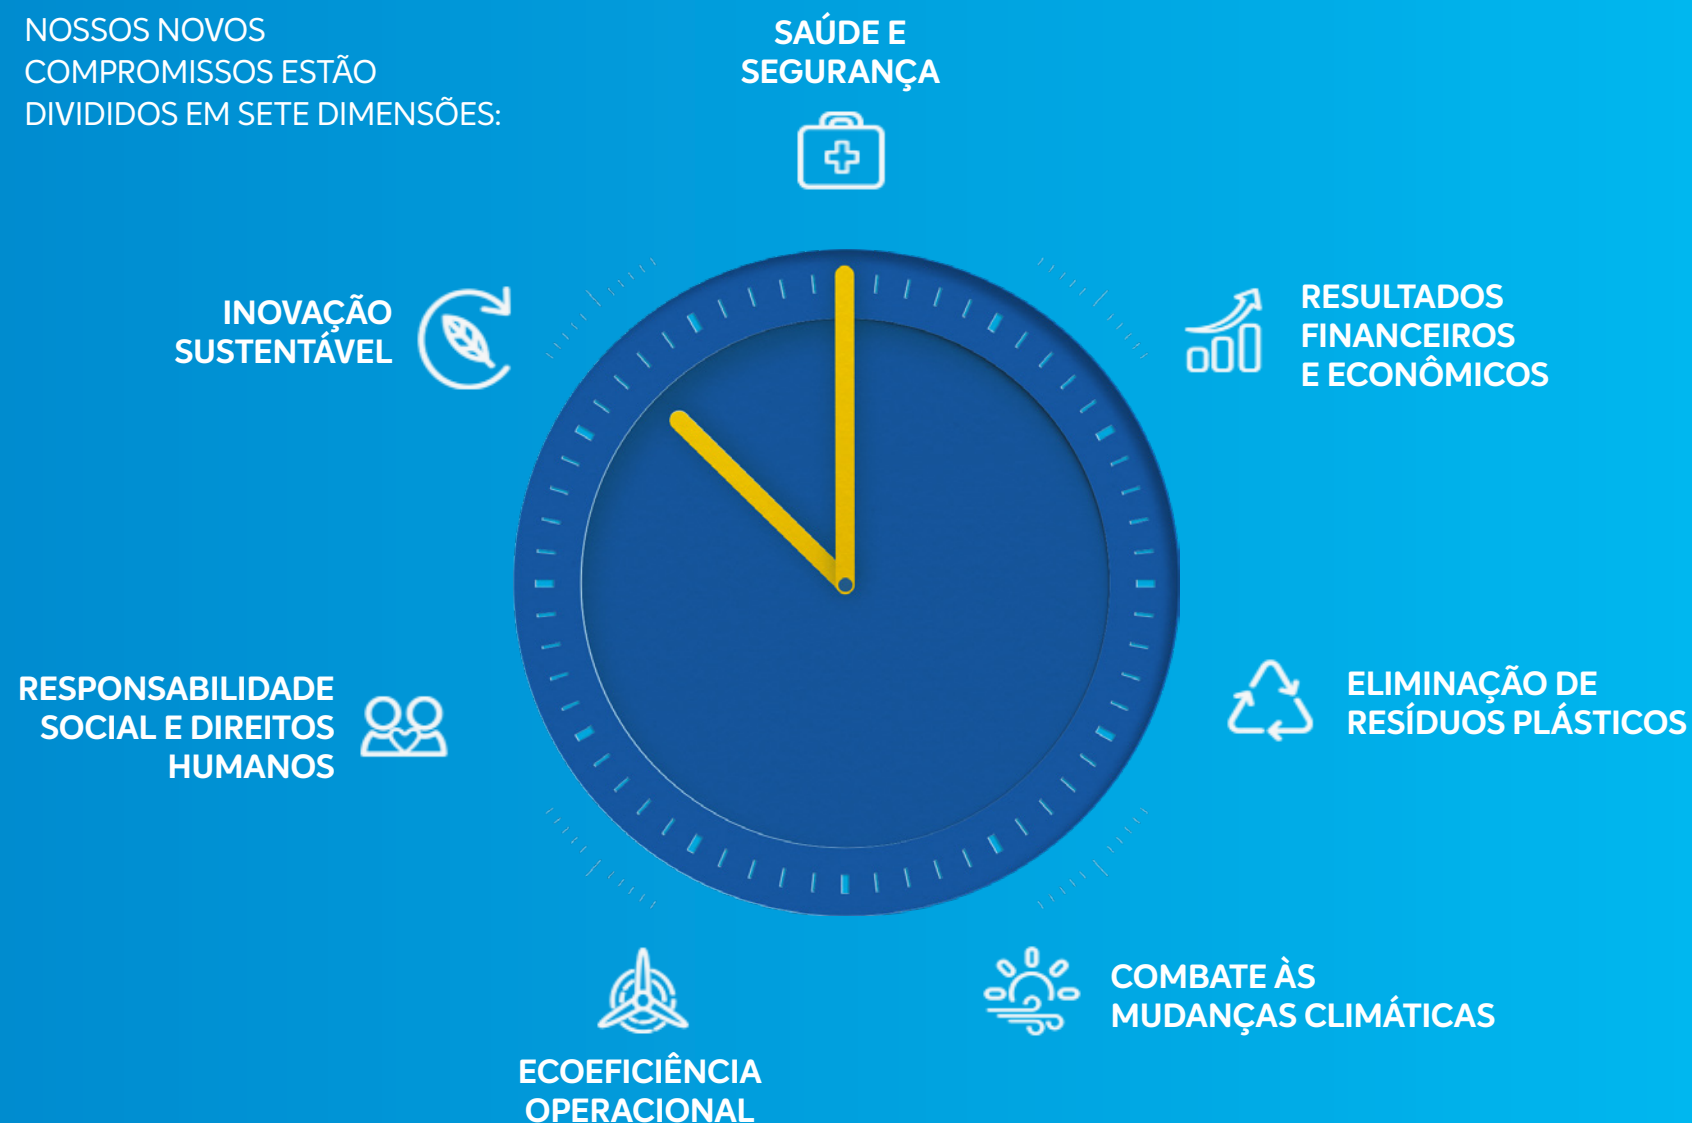 NOSSOS NOVOS
COMPROMISSOS ESTÃO
DIVIDIDOS EM SETE DIMENSÕES:
SAÚDE E
SEGURANÇA
RESULTADOS
FINANCEIROS
E ECONÔMICOS
ELIMINAÇÃO DE
RESÍDUOS PLÁSTICOS
COMBATE ÀS
MUDANÇAS CLIMÁTICAS
ECOEFICIÊNCIA
OPERACIONAL
RESPONSABILIDADE
SOCIAL E DIREITOS
HUMANOS
INOVAÇÃO
SUSTENTÁVEL